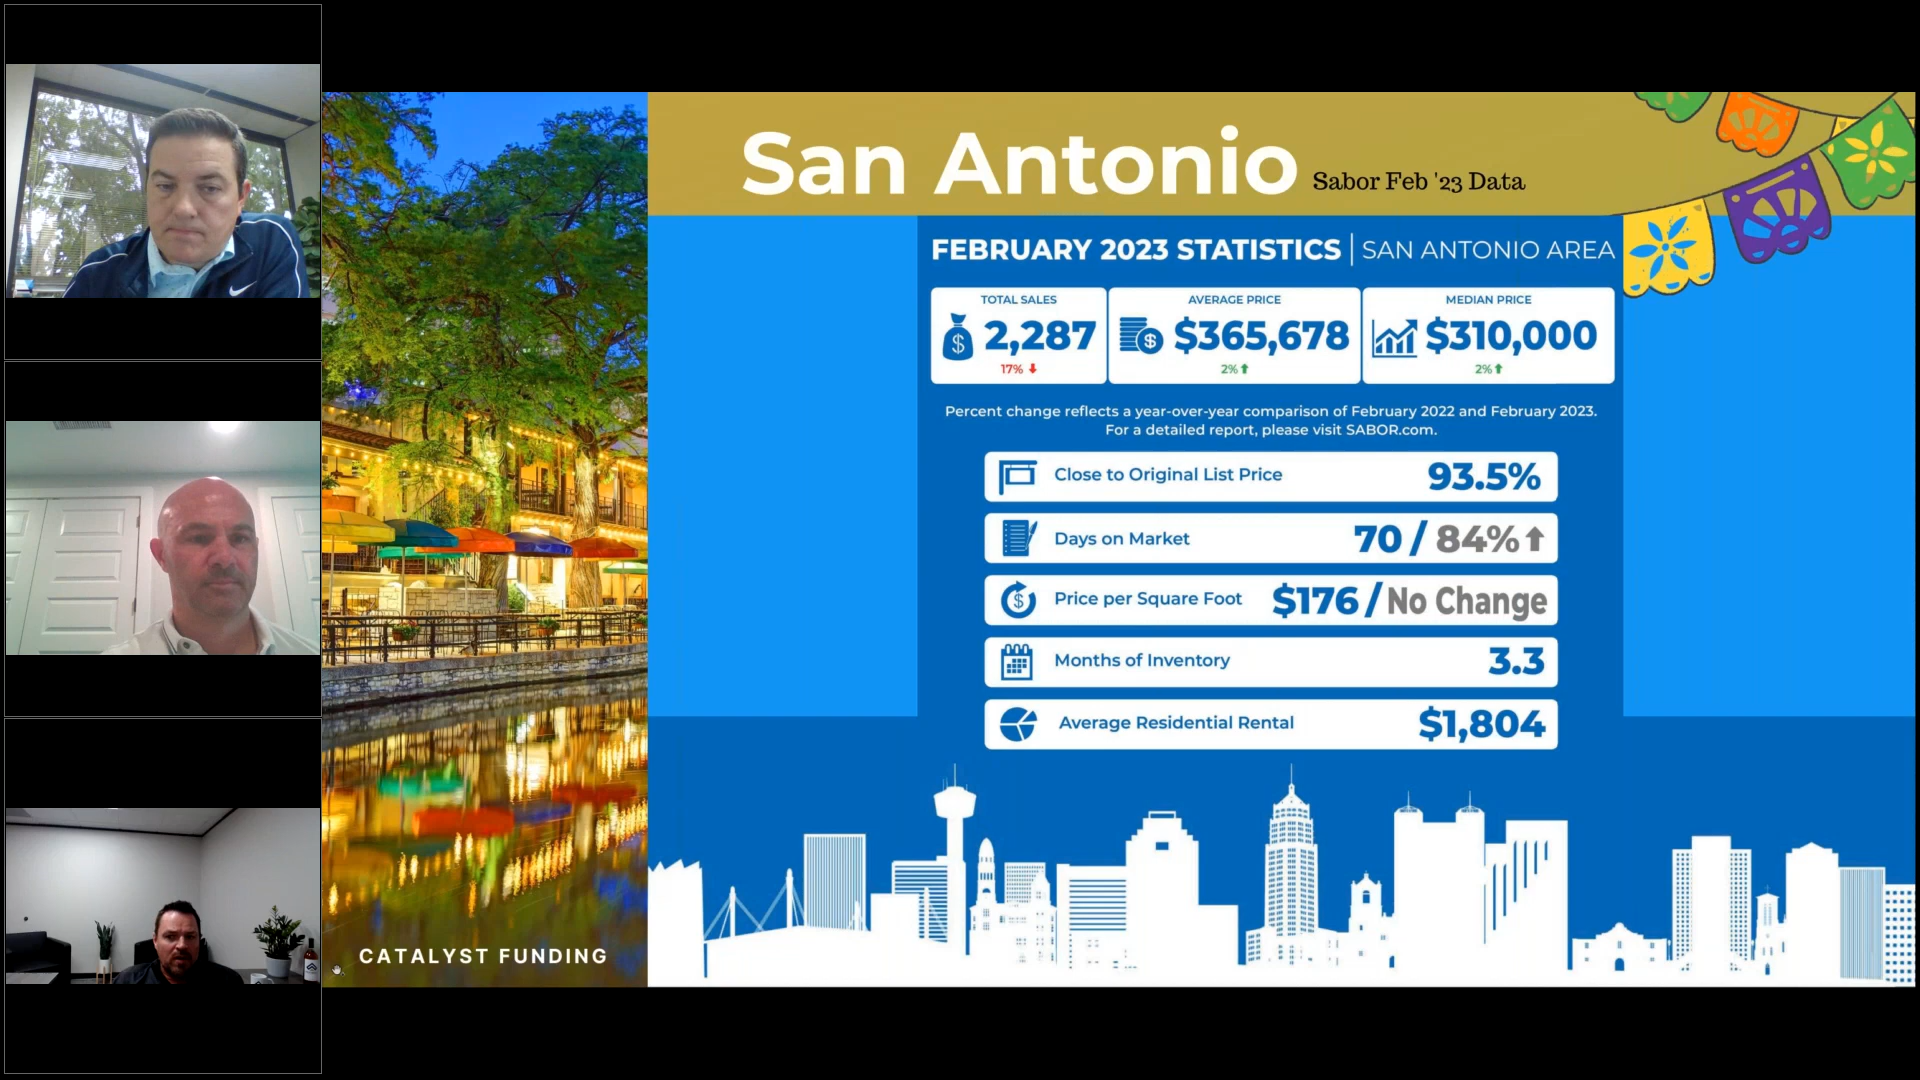 San Antonio Sabor Feb '23 Data
FEBRUARY 2023 STATISTICS | SAN ANTONIO AREA
TOTAL SALES
2,287
17%
AVERAGE PRICE
$365,678
2%
MEDIAN PRICE
$310,000
2%
Percent change reflects a year-over-year comparison of February 2022 and February 2023.
For a detailed report, please visit SABOR.com.
Close to Original List Price 93.5%
Days on Market 70 / 84%
Price per Square Foot $176 / No Change
Months of Inventory 3.3
Average Residential Rental $1,804
CATALYST FUNDING